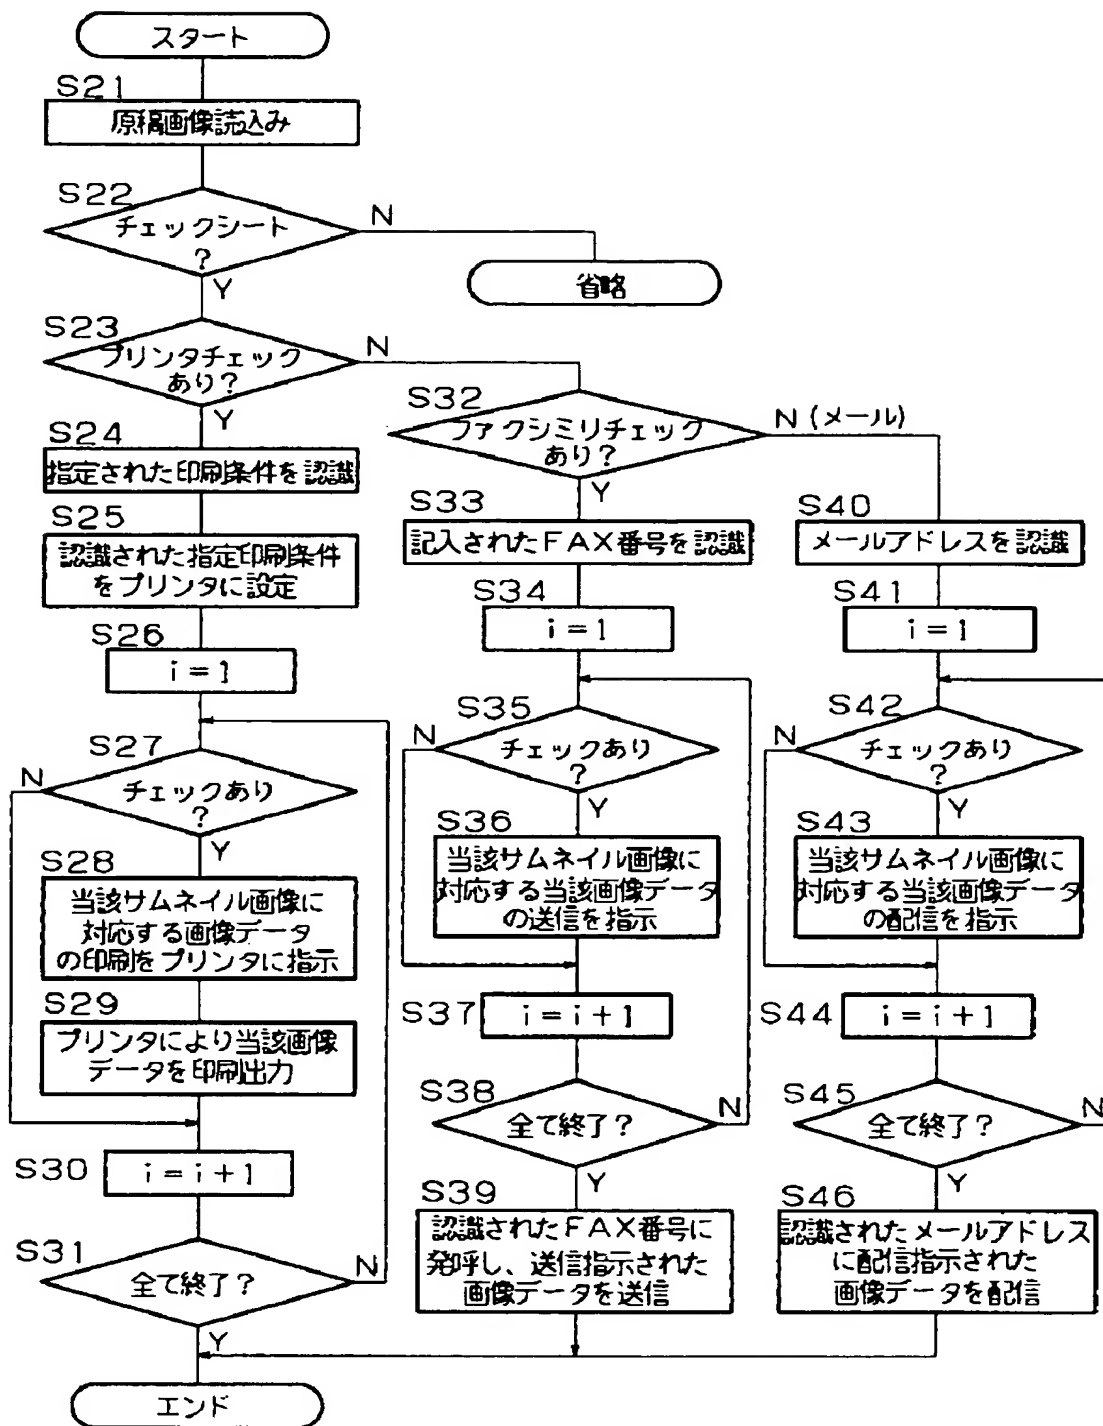 スタート
S21
原稿画像読込み
S22
チェックシート
?
N
Y
省略
S23
プリンタチェック
あり?
N
Y
S24
指定された印刷条件を認識
S25
認識された指定印刷条件
をプリンタに設定
S26
i=1
S27
チェックあり
?
N
Y
S28
当該サムネイル画像に
対応する画像データ
の印刷をプリンタに指示
S29
プリンタにより当該画像
データを印刷出力
S30
i=i+1
S31
全て終了?
N
Y
エンド
S32
ファクシミリチェック
あり?
N (メール)
Y
S33
記入されたFAX番号を認識
S34
i=1
S35
チェックあり
?
N
Y
S36
当該サムネイル画像に
対応する当該画像データ
の送信を指示
S37
i=i+1
S38
全て終了?
N
Y
S39
認識されたFAX番号に
発呼し、送信指示された
画像データを送信
S40
メールアドレスを認識
S41
i=1
S42
チェックあり
?
N
Y
S43
当該サムネイル画像に
対応する当該画像データ
の配信を指示
S44
i=i+1
S45
全て終了?
N
Y
S46
認識されたメールアドレス
に配信指示された
画像データを配信